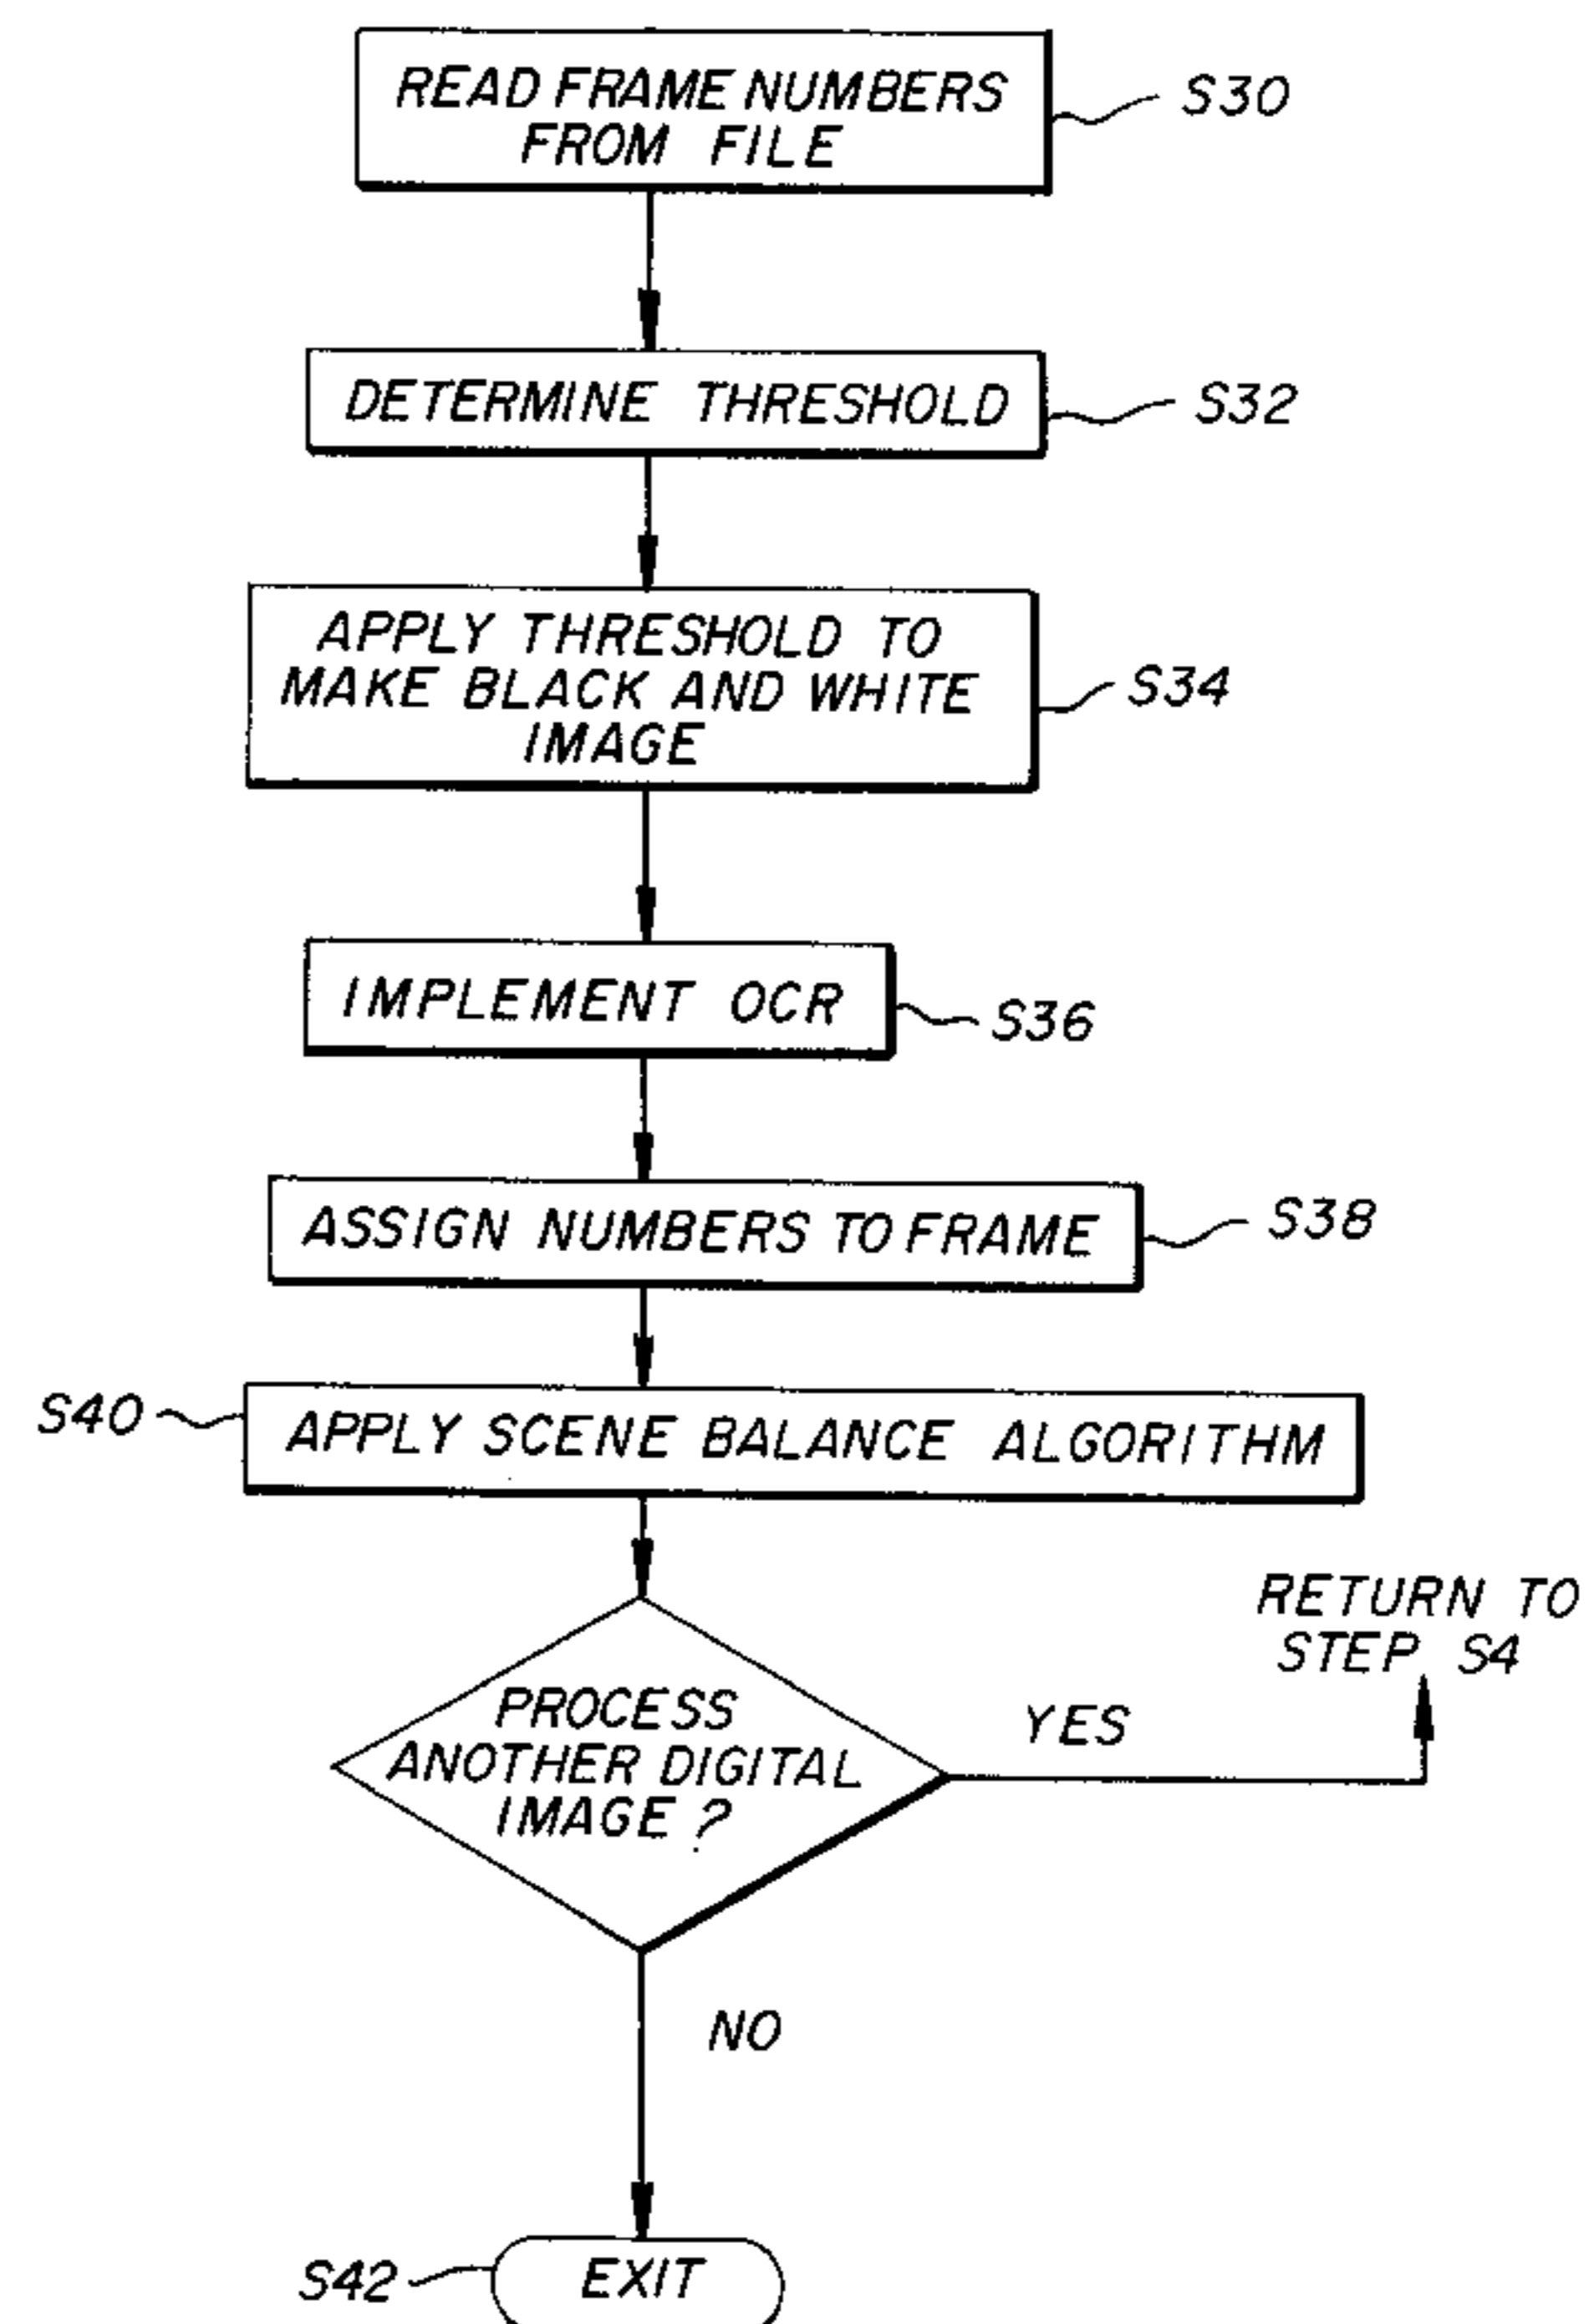 READ FRAME NUMBERS
FROM FILE
S30
DETERMINE THRESHOLD
S32
APPLY THRESHOLD TO
MAKE BLACK AND WHITE
IMAGE
S34
IMPLEMENT OCR
S36
ASSIGN NUMBERS TO FRAME
S38
S40
APPLY SCENE BALANCE ALGORITHM
PROCESS
ANOTHER DIGITAL
IMAGE?
YES
RETURN TO
STEP S4
NO
S42
EXIT